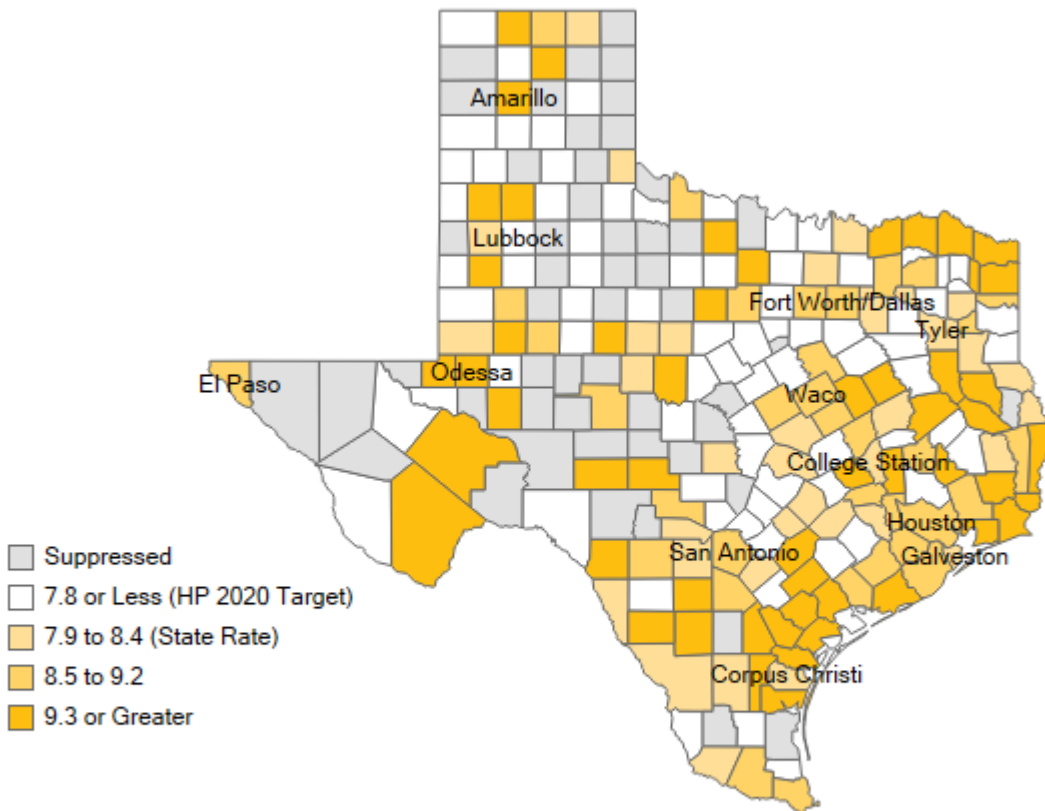 Amarillo
Lubbock
Fort Worth/Dallas
Tyler
El Paso
Odessa
Waco
College Station
Houston
San Antonio
Galveston
Corpus Christi
Suppressed
7.8 or Less (HP 2020 Target)
7.9 to 8.4 (State Rate)
8.5 to 9.2
9.3 or Greater